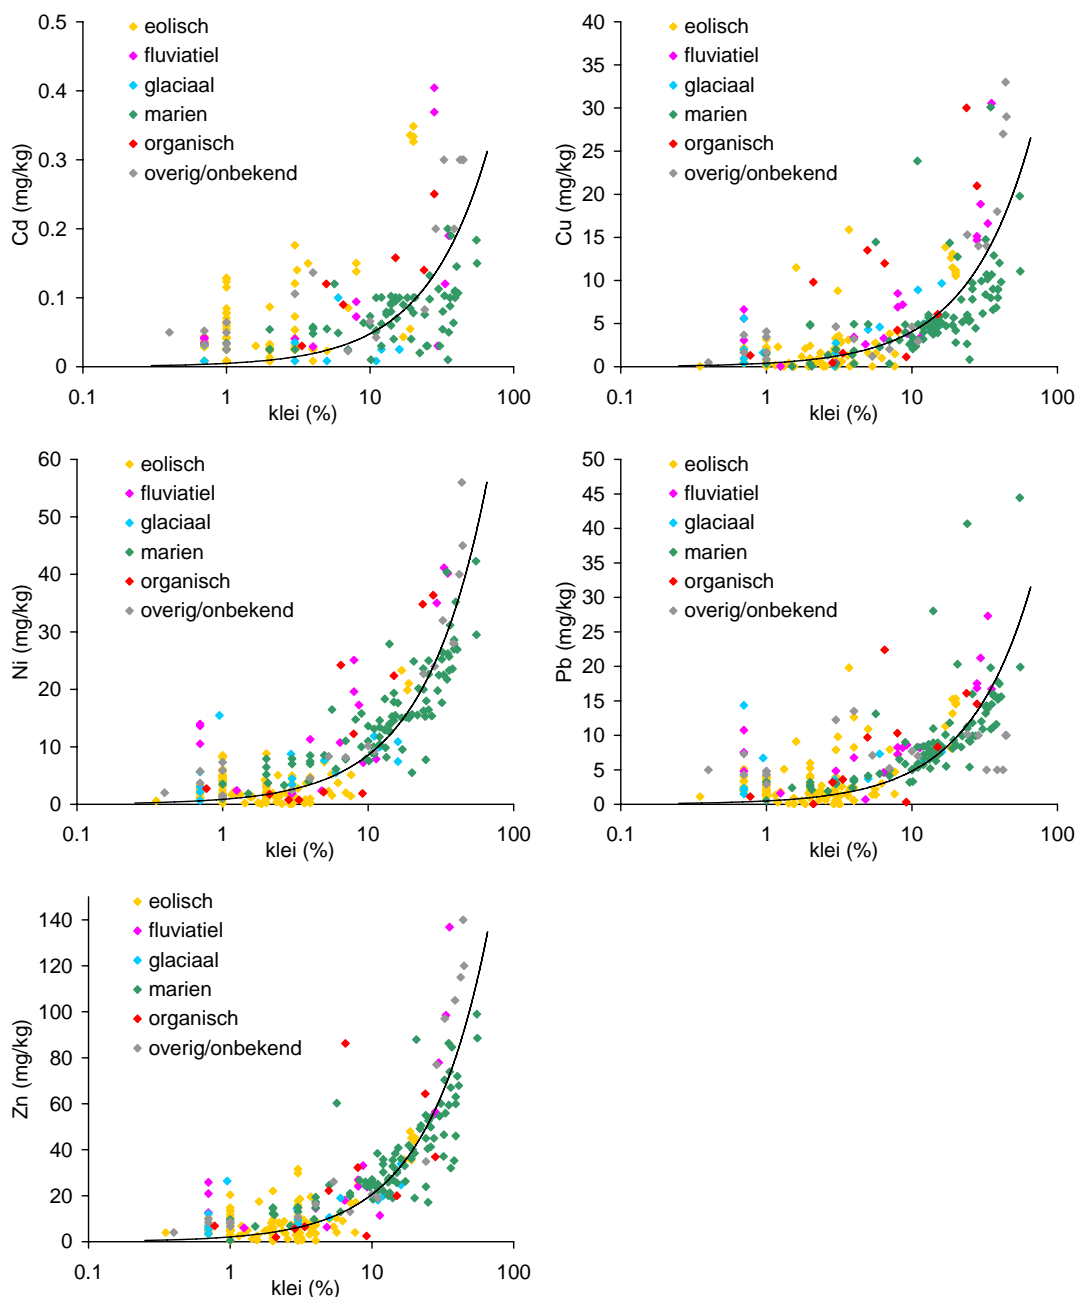 0.5
0.4
0.3
0.2
0.1
0
Cd (mg/kg)
0.1
1
10
100
klei (%)
eolisch
fluviatiel
glaciaal
marien
organisch
overig/onbekend
40
35
30
25
20
15
10
5
0
Cu (mg/kg)
0.1
1
10
100
klei (%)
eolisch
fluviatiel
glaciaal
marien
organisch
overig/onbekend
60
50
40
30
20
10
0
Ni (mg/kg)
0.1
1
10
100
klei (%)
eolisch
fluviatiel
glaciaal
marien
organisch
overig/onbekend
50
45
40
35
30
25
20
15
10
5
0
Pb (mg/kg)
0.1
1
10
100
klei (%)
eolisch
fluviatiel
glaciaal
marien
organisch
overig/onbekend
140
120
100
80
60
40
20
0
Zn (mg/kg)
0.1
1
10
100
klei (%)
eolisch
fluviatiel
glaciaal
marien
organisch
overig/onbekend